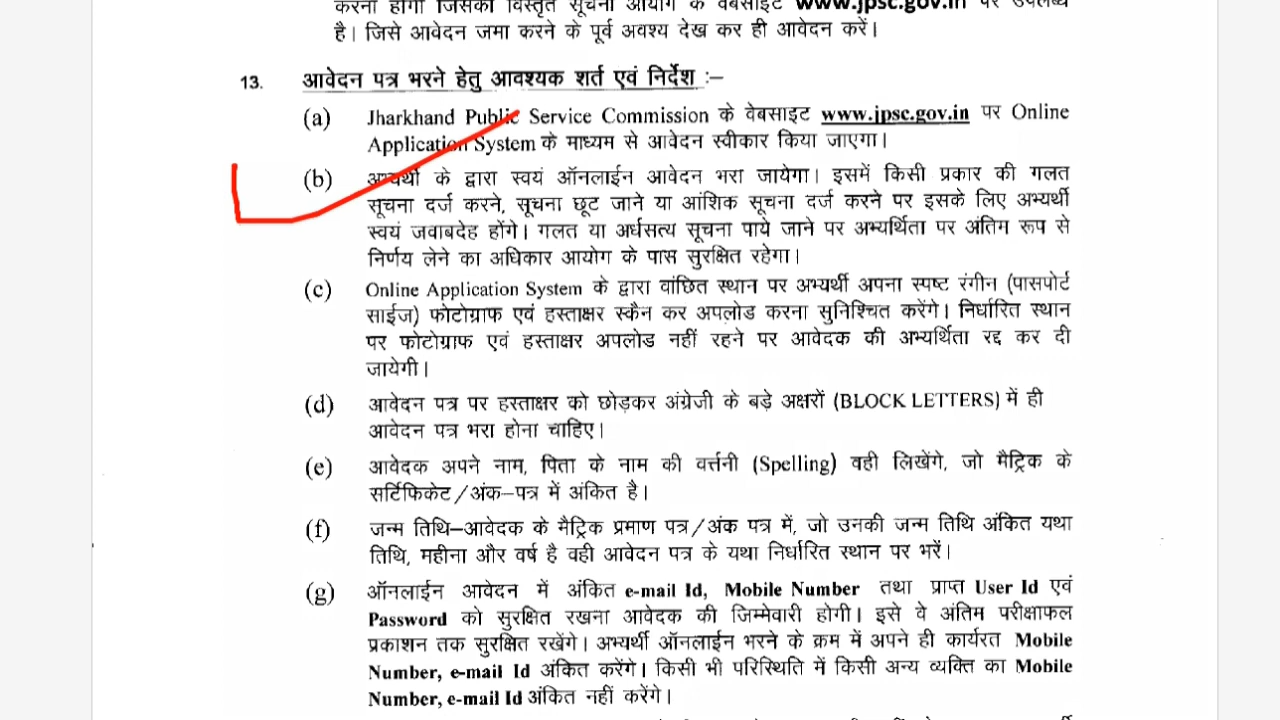 करना होगा जिसकी विस्तृत सूचना आयोग के वेबसाइट www.jpsc.gov.in पर उपलब्ध
है। जिसे आवेदन जमा करने के पूर्व अवश्य देख कर ही आवेदन करें।
13. आवेदन पत्र भरने हेतु आवश्यक शर्त एवं निर्देश :–
(a) Jharkhand Public Service Commission के वेबसाइट www.jpsc.gov.in पर Online
Application System के माध्यम से आवेदन स्वीकार किया जाएगा।
(b) अभ्यर्थी के द्वारा स्वयं ऑनलाईन आवेदन भरा जायेगा। इसमें किसी प्रकार की गलत
सूचना दर्ज करने, सूचना छूट जाने या आंशिक सूचना दर्ज करने पर इसके लिए अभ्यर्थी
स्वयं जवाबदेह होंगे। गलत या अर्धसत्य सूचना पाये जाने पर अभ्यर्थिता पर अंतिम रूप से
निर्णय लेने का अधिकार आयोग के पास सुरक्षित रहेगा।
(c) Online Application System के द्वारा वांछित स्थान पर अभ्यर्थी अपना स्पष्ट रंगीन (पासपोर्ट
साईज) फोटोग्राफ एवं हस्ताक्षर स्कैन कर अपलोड करना सुनिश्चित करेंगे। निर्धारित स्थान
पर फोटोग्राफ एवं हस्ताक्षर अपलोड नहीं रहने पर आवेदक की अभ्यर्थिता रद्द कर दी
जायेगी।
(d) आवेदन पत्र पर हस्ताक्षर को छोड़कर अंग्रेजी के बड़े अक्षरों (BLOCK LETTERS) में ही
आवेदन पत्र भरा होना चाहिए।
(e) आवेदक अपने नाम, पिता के नाम की वर्त्तनी (Spelling) वही लिखेंगे, जो मैट्रिक के
सर्टिफिकेट/अंक–पत्र में अंकित है।
(f) जन्म तिथि–आवेदक के मैट्रिक प्रमाण पत्र/अंक पत्र में, जो उनकी जन्म तिथि अंकित यथा
तिथि, महीना और वर्ष है वही आवेदन पत्र के यथा निर्धारित स्थान पर भरें।
(g) ऑनलाईन आवेदन में अंकित e-mail Id, Mobile Number तथा प्राप्त User Id एवं
Password को सुरक्षित रखना आवेदक की जिम्मेवारी होगी। इसे वे अंतिम परीक्षाफल
प्रकाशन तक सुरक्षित रखेंगे। अभ्यर्थी ऑनलाईन भरने के क्रम में अपने ही कार्यरत Mobile
Number, e-mail Id अंकित करेंगे। किसी भी परिस्थिति में किसी अन्य व्यक्ति का Mobile
Number, e-mail Id अंकित नहीं करेंगे।